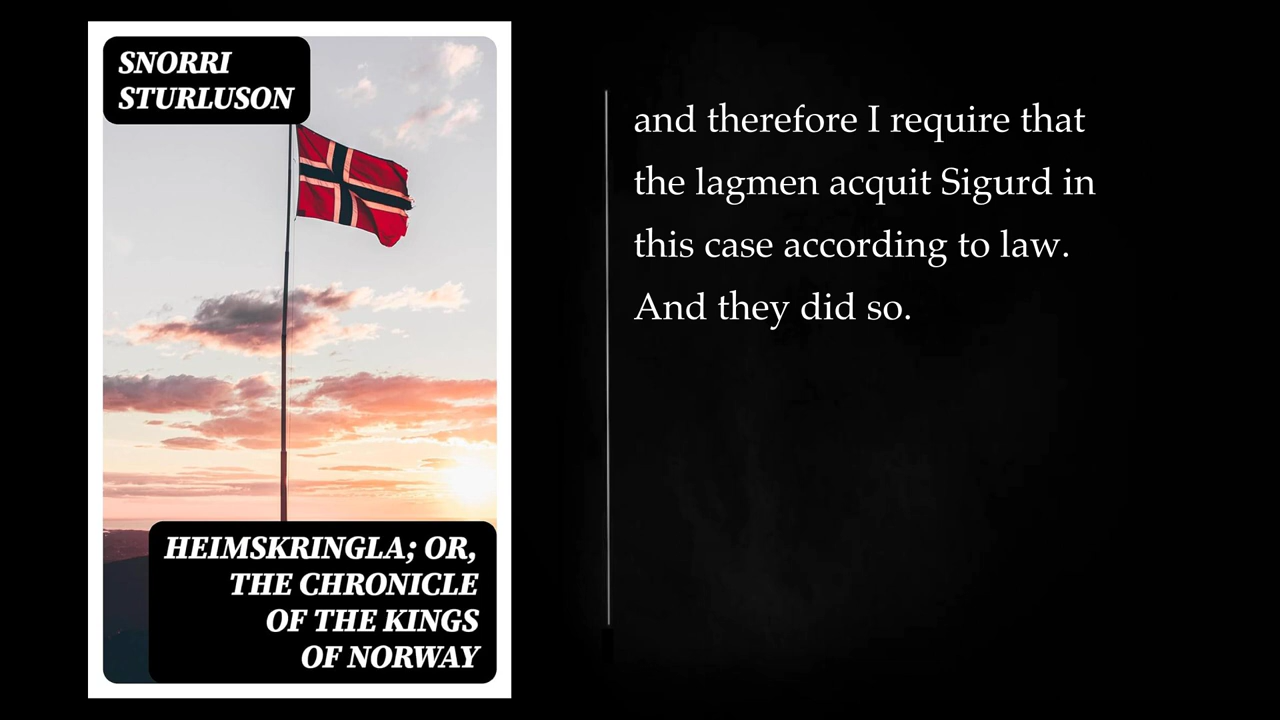 SNORRI
STURLUSON
HEIMSKRINGLA; OR,
THE CHRONICLE
OF THE KINGS
OF NORWAY
and therefore I require that
the lagmen acquit Sigurd in
this case according to law.
And they did so.